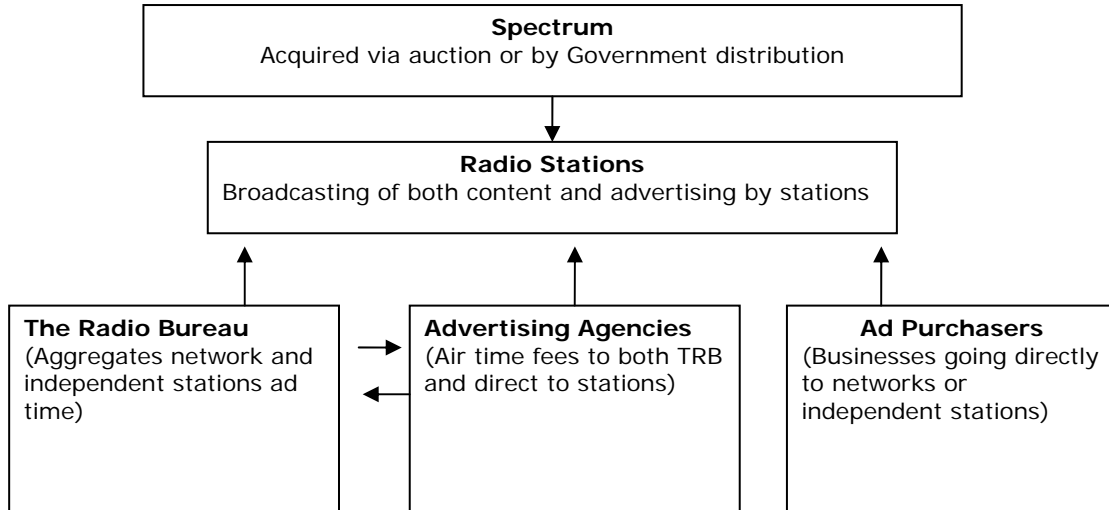 Spectrum
Acquired via auction or by Government distribution
Radio Stations
Broadcasting of both content and advertising by stations
The Radio Bureau
(Aggregates network and
independent stations ad
time)
Advertising Agencies
(Air time fees to both TRB
and direct to stations)
Ad Purchasers
(Businesses going directly
to networks or
independent stations)